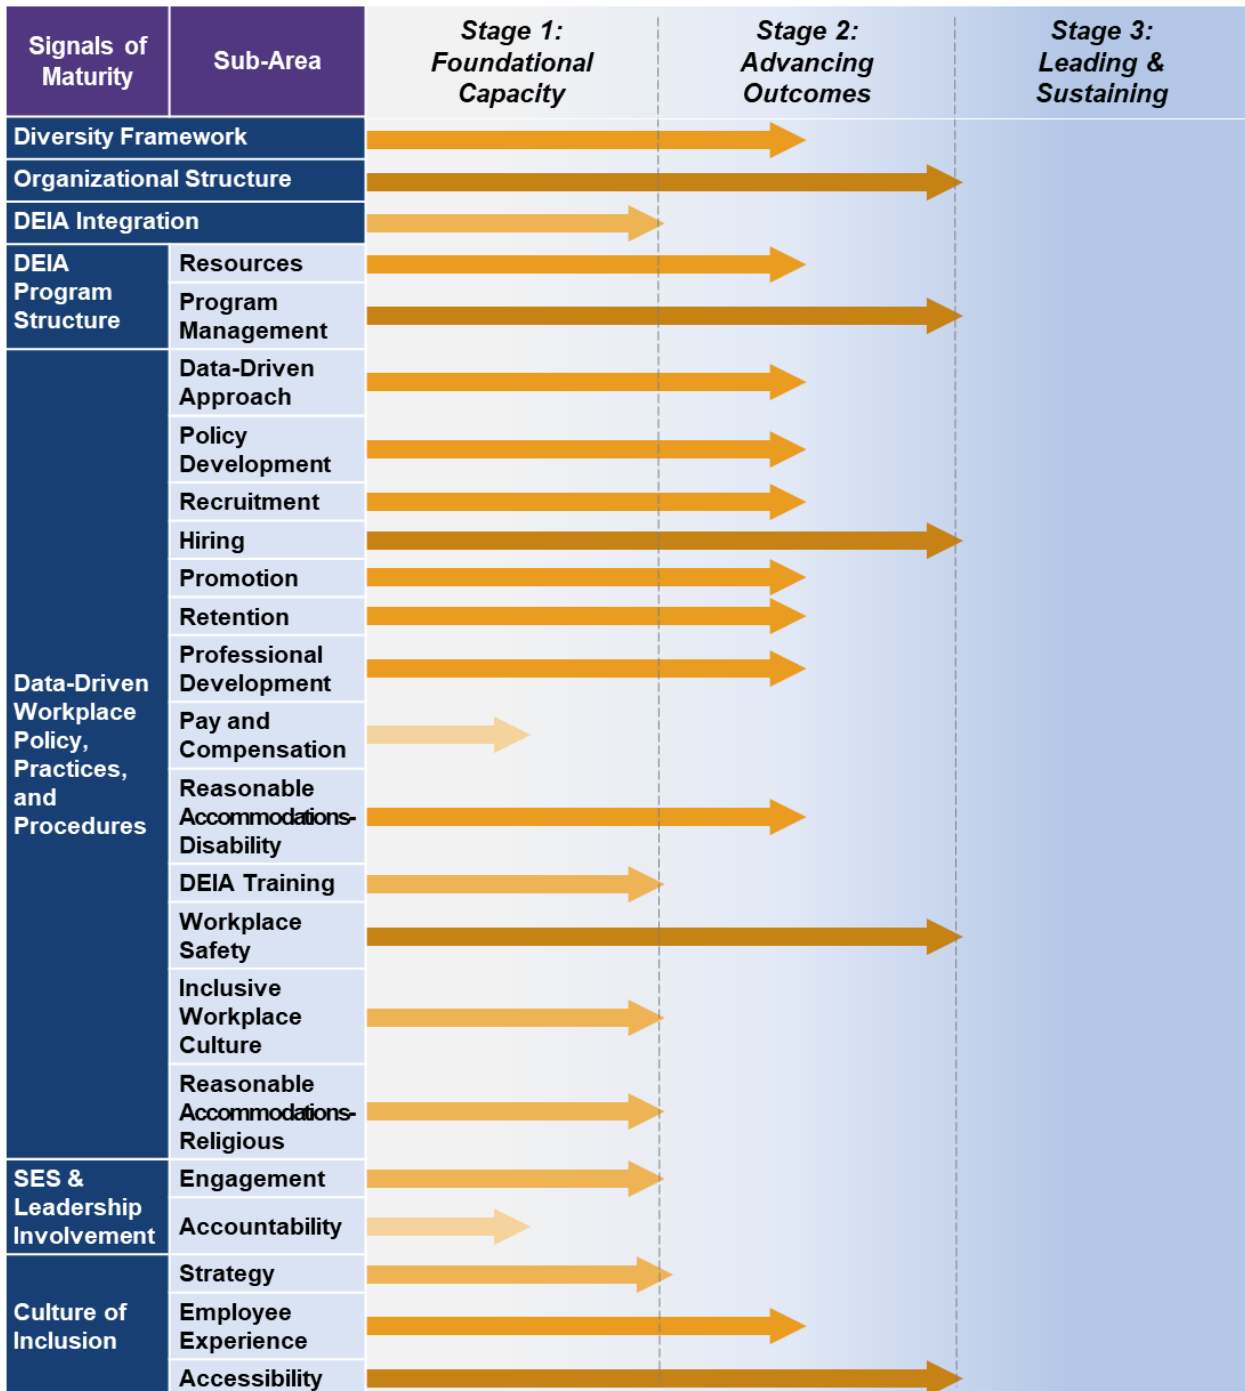 Signals of
Maturity
Sub-Area
Stage 1:
Foundational
Capacity
Stage 2:
Advancing
Outcomes
Stage 3:
Leading &
Sustaining
Diversity Framework
Organizational Structure
DEIA Integration
DEIA
Program
Structure
Resources
Program
Management
Data-Driven
Workplace
Policy,
Practices,
and
Procedures
Data-Driven
Approach
Policy
Development
Recruitment
Hiring
Promotion
Retention
Professional
Development
Pay and
Compensation
Reasonable
Accommodations-
Disability
DEIA Training
Workplace
Safety
Inclusive
Workplace
Culture
Reasonable
Accommodations-
Religious
SES &
Leadership
Involvement
Engagement
Accountability
Culture of
Inclusion
Strategy
Employee
Experience
Accessibility